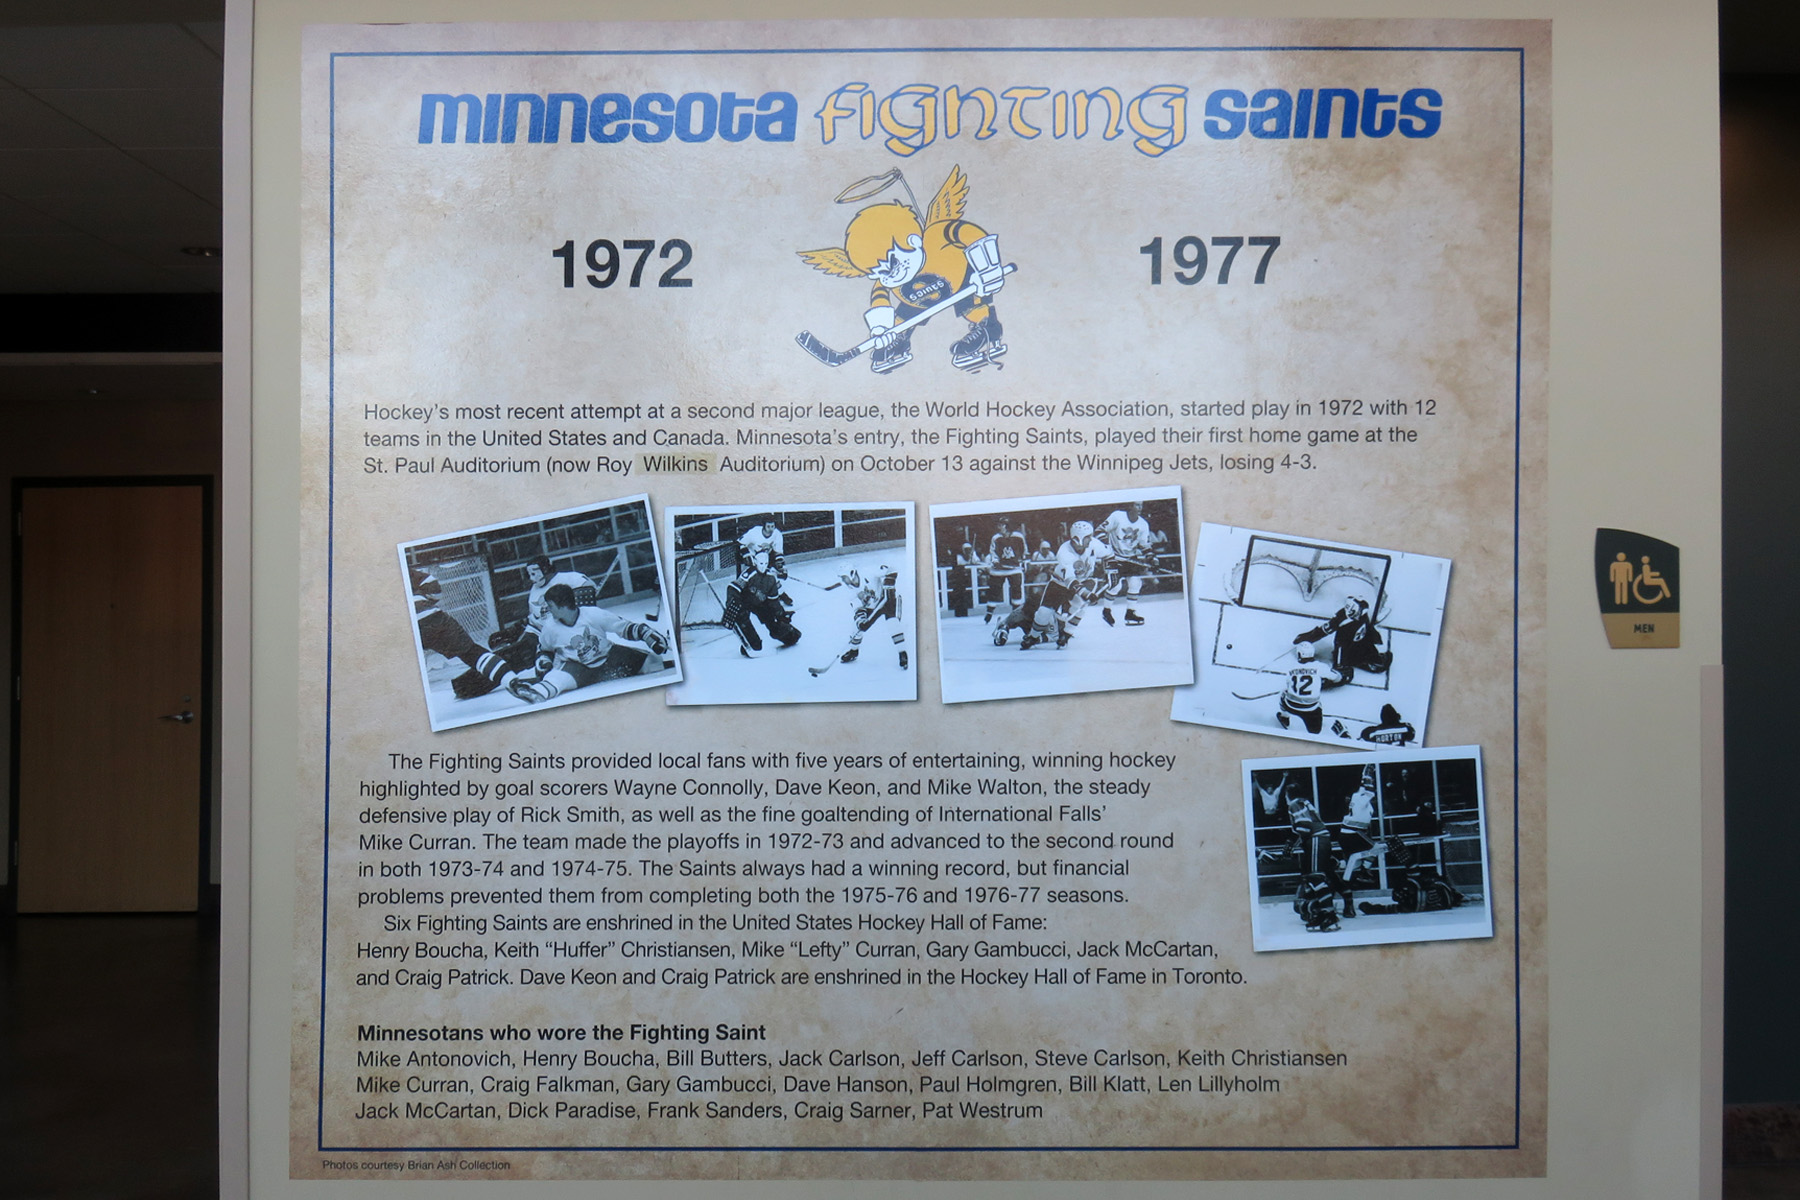 minnesota fighting saints
1972
1977
saints
Hockey's most recent attempt at a second major league, the World Hockey Association, started play in 1972 with 12
teams in the United States and Canada. Minnesota's entry, the Fighting Saints, played their first home game at the
St. Paul Auditorium (now Roy Wilkins Auditorium) on October 13 against the Winnipeg Jets, losing 4-3.
12
HORTON
MEN
The Fighting Saints provided local fans with five years of entertaining, winning hockey
highlighted by goal scorers Wayne Connolly, Dave Keon, and Mike Walton, the steady
defensive play of Rick Smith, as well as the fine goaltending of International Falls'
Mike Curran. The team made the playoffs in 1972-73 and advanced to the second round
in both 1973-74 and 1974-75. The Saints always had a winning record, but financial
problems prevented them from completing both the 1975-76 and 1976-77 seasons.
Six Fighting Saints are enshrined in the United States Hockey Hall of Fame:
Henry Boucha, Keith “Huffer” Christiansen, Mike “Lefty” Curran, Gary Gambucci, Jack McCartan,
and Craig Patrick. Dave Keon and Craig Patrick are enshrined in the Hockey Hall of Fame in Toronto.
Minnesotans who wore the Fighting Saint
Mike Antonovich, Henry Boucha, Bill Butters, Jack Carlson, Jeff Carlson, Steve Carlson, Keith Christiansen
Mike Curran, Craig Falkman, Gary Gambucci, Dave Hanson, Paul Holmgren, Bill Klatt, Len Lillyholm
Jack McCartan, Dick Paradise, Frank Sanders, Craig Sarner, Pat Westrum
Photos courtesy Brian Ash Collection